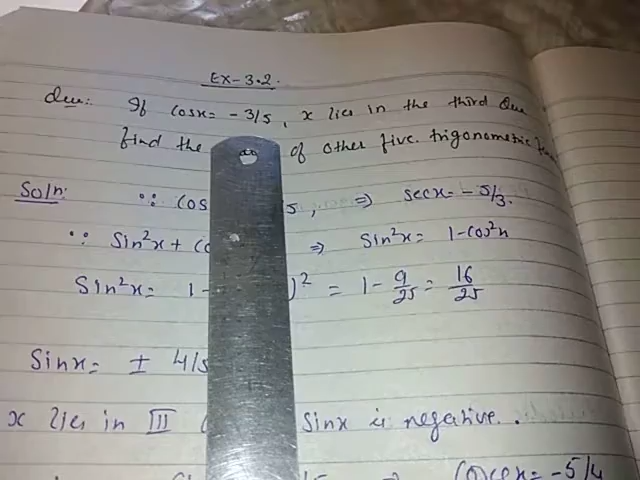 Ex-3.2.
Que: If cosx= -3/5, x lies in the third
find the of other five trigonometric
Soln: ∵ cos 5, ⇒ secx= -5/3.
∵ Sin²x + ⇒ Sin²x= 1-cos²x
Sin²x= 1- )² = 1- 9/25 = 16/25
Sinx= ± 4/5
x lies in III Sinx is negative.
⇒ Cosecx= -5/4